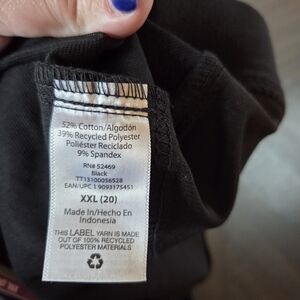 52% Cotton/Algodón
39% Recycled Polyester
Poliéster Reciclado
9% Spandex
RN# 52469
Black
TT13100056528
EAN/UPC 1 9093175451
XXL (20)
Made In/Hecho En
Indonesia
THIS LABEL YARN IS MADE
OUT OF 100% RECYCLED
POLYESTER MATERIALS